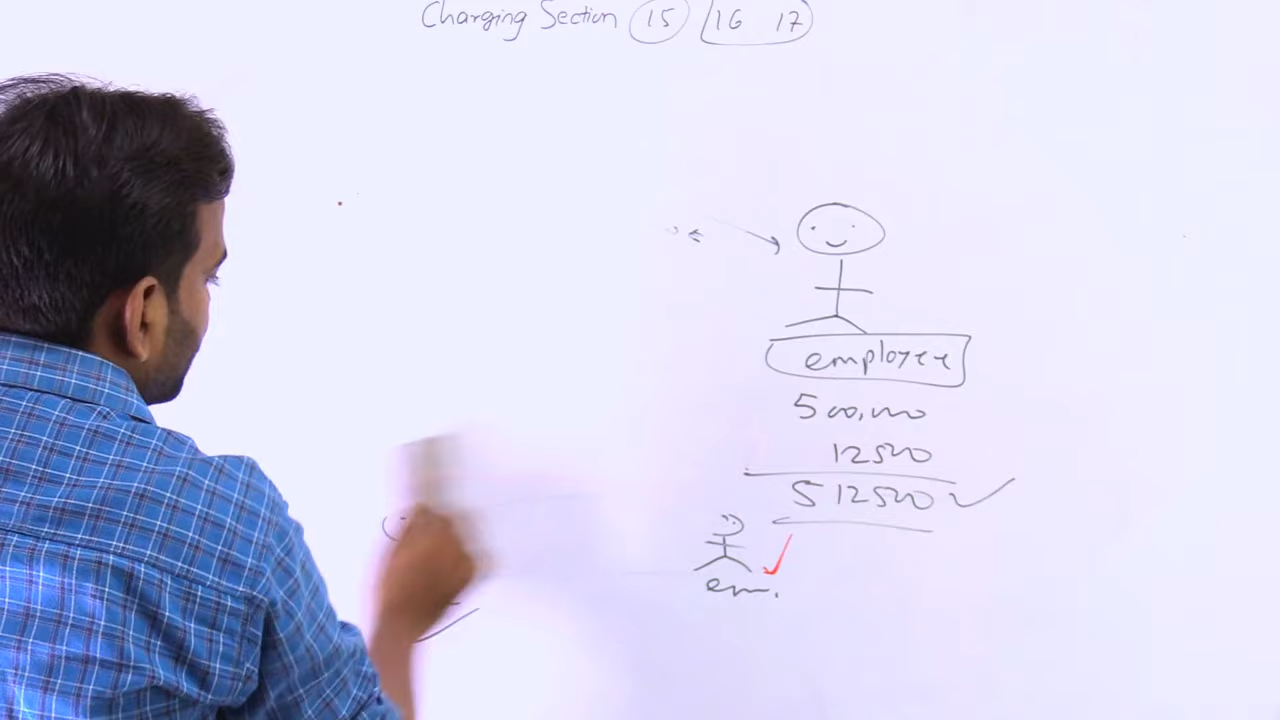 Charging Section 15 16 17
employee
500,000
12500
512500
em.